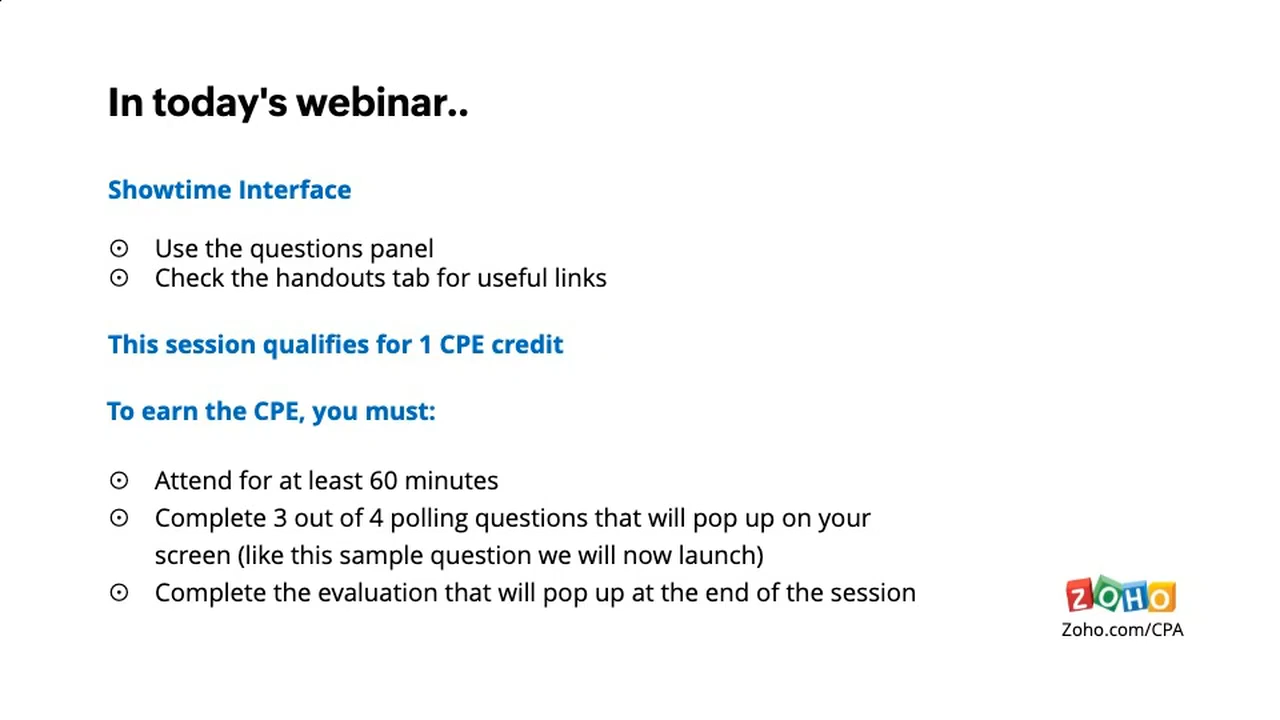 In today's webinar..
Showtime Interface
⊙ Use the questions panel
⊙ Check the handouts tab for useful links
This session qualifies for 1 CPE credit
To earn the CPE, you must:
⊙ Attend for at least 60 minutes
⊙ Complete 3 out of 4 polling questions that will pop up on your
screen (like this sample question we will now launch)
⊙ Complete the evaluation that will pop up at the end of the session
ZOHO
Zoho.com/CPA